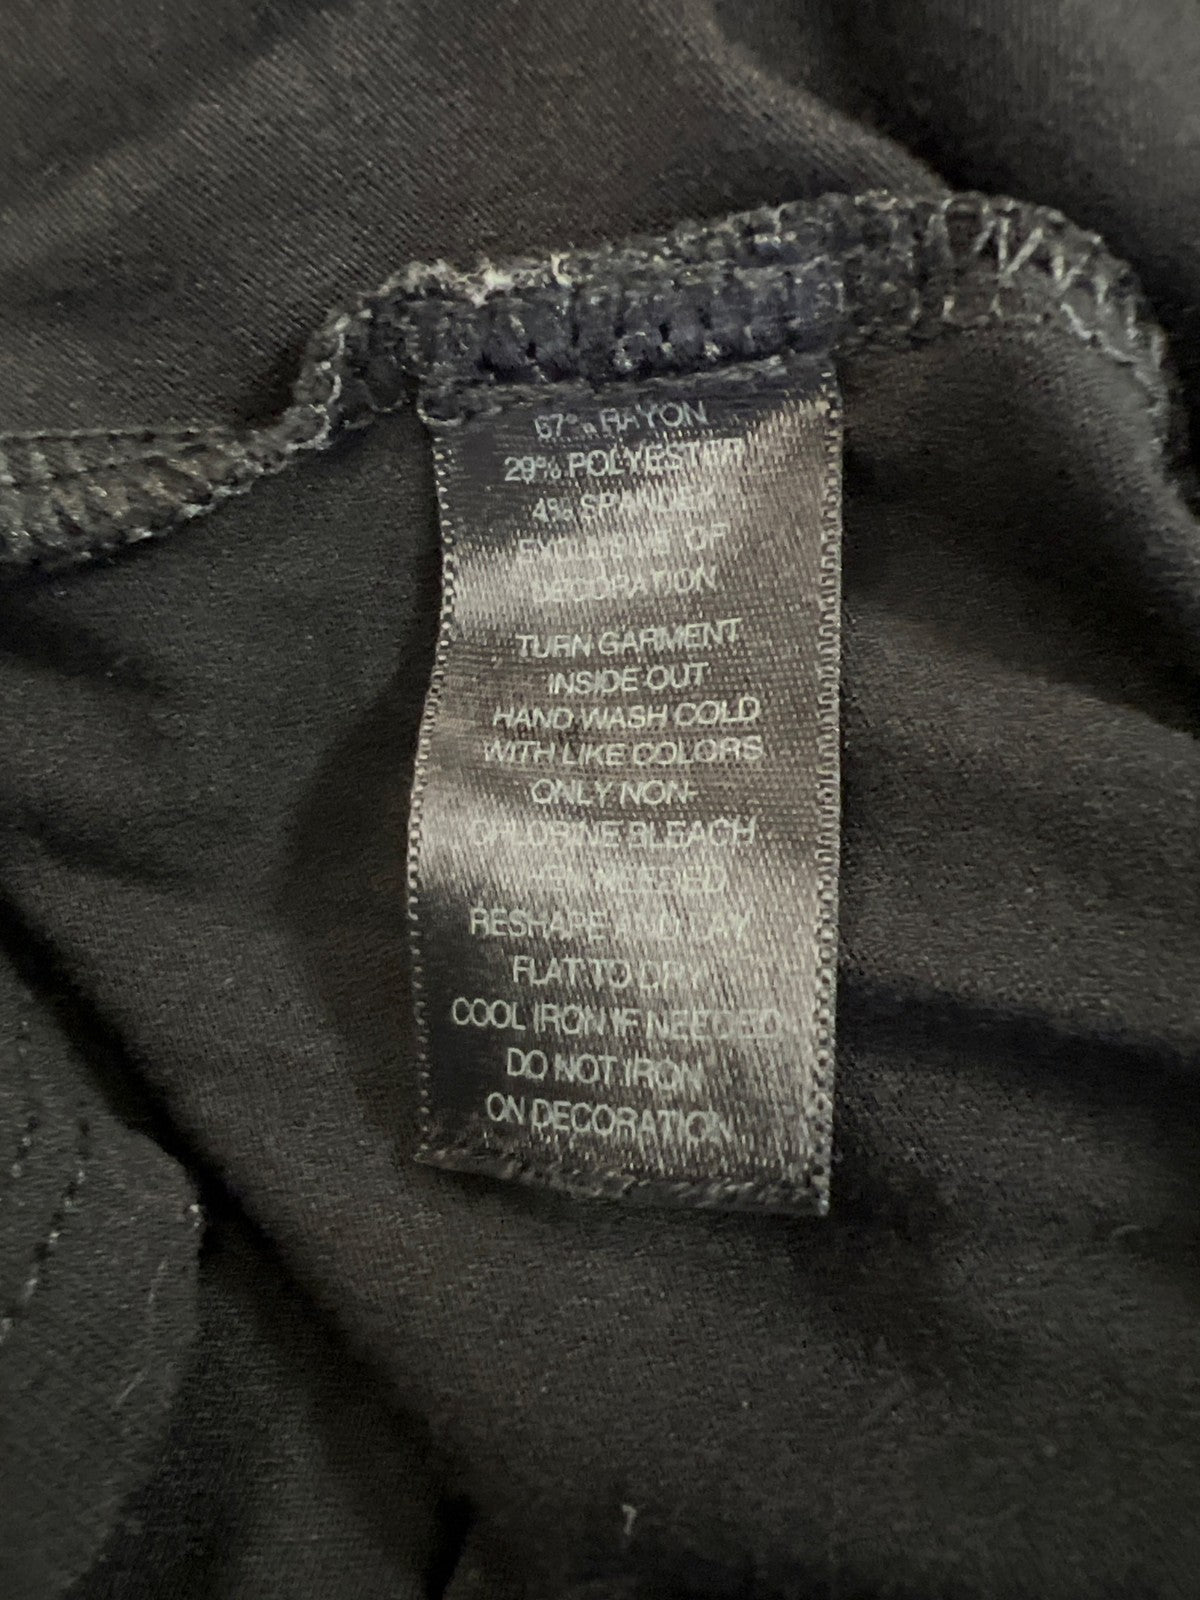 67% RAYON
29% POLYESTER
4% SPANDEX
EXCLUSIVE OF
DECORATION
TURN GARMENT
INSIDE OUT
HAND WASH COLD
WITH LIKE COLORS
ONLY NON-
CHLORINE BLEACH
WHEN NEEDED
RESHAPE AND LAY
FLAT TO DRY
COOL IRON IF NEEDED
DO NOT IRON
ON DECORATION